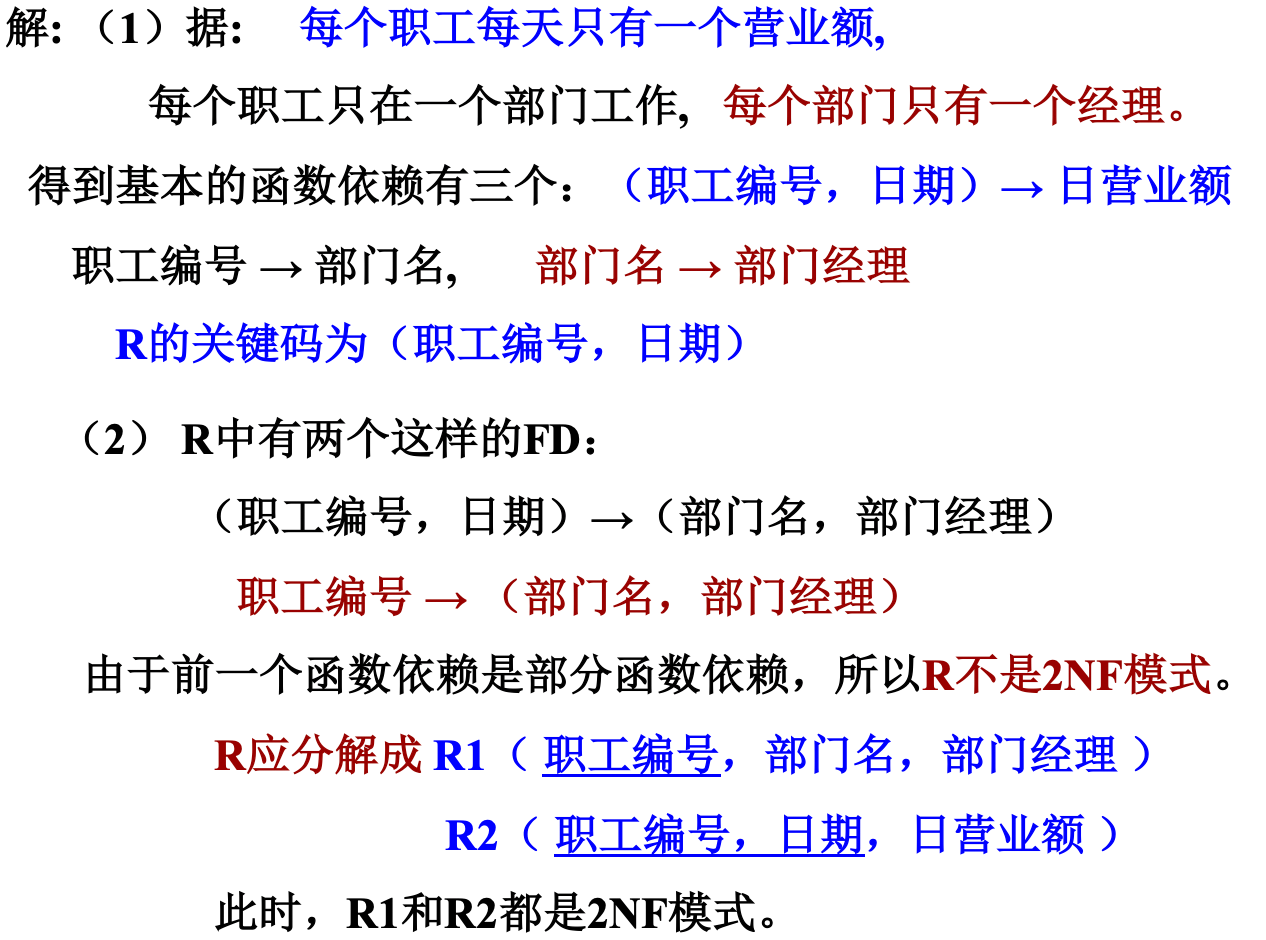 解: （1）据: 每个职工每天只有一个营业额,
每个职工只在一个部门工作, 每个部门只有一个经理。
得到基本的函数依赖有三个：（职工编号，日期）→ 日营业额
职工编号 → 部门名, 部门名 → 部门经理
R的关键码为（职工编号，日期）
（2） R中有两个这样的FD：
（职工编号，日期）→（部门名，部门经理）
职工编号 → （部门名，部门经理）
由于前一个函数依赖是部分函数依赖，所以R不是2NF模式。
R应分解成 R1（ 职工编号，部门名，部门经理 ）
R2（ 职工编号，日期，日营业额 ）
此时，R1和R2都是2NF模式。